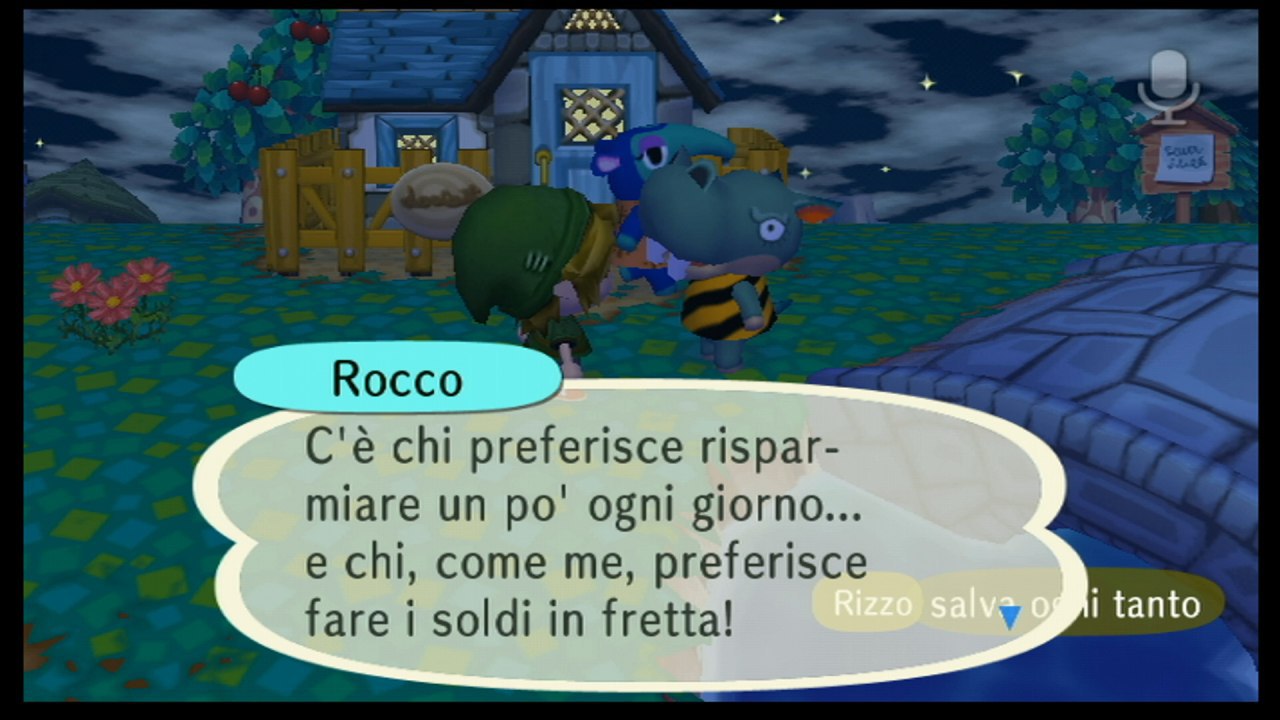 Rocco
C'è chi preferisce rispar-
miare un po' ogni giorno...
e chi, come me, preferisce
fare i soldi in fretta!
Rizzo salva ogni tanto